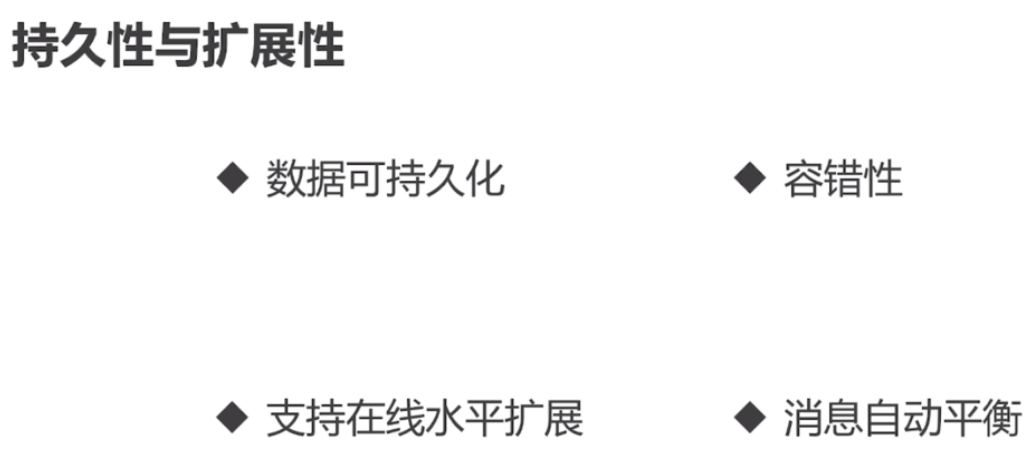 持久性与扩展性
◆ 数据可持久化
◆ 容错性
◆ 支持在线水平扩展
◆ 消息自动平衡